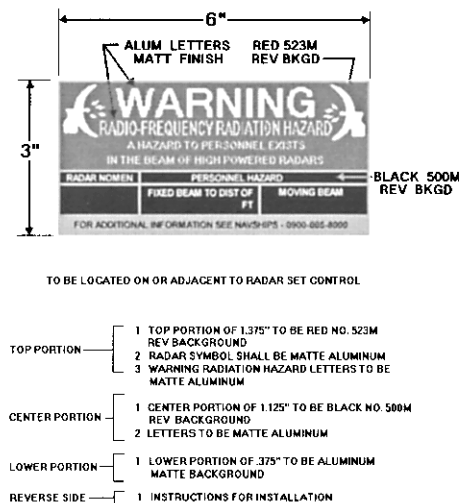 6"
ALUM LETTERS RED 523M
MATT FINISH REV BKGD
3"
WARNING
RADIO-FREQUENCY RADIATION HAZARD
A HAZARD TO PERSONNEL EXISTS
IN THE BEAM OF HIGH POWERED RADARS
RADAR NOMEN PERSONNEL HAZARD
BLACK 500M
REV BKGD
FIXED BEAM TO DIST OF
FT
MOVING BEAM
FOR ADDITIONAL INFORMATION SEE NAVSHIPS - 0900-005-8000
TO BE LOCATED ON OR ADJACENT TO RADAR SET CONTROL
TOP PORTION
1 TOP PORTION OF 1.375" TO BE RED NO. 523M
REV BACKGROUND
2 RADAR SYMBOL SHALL BE MATTE ALUMINUM
3 WARNING RADIATION HAZARD LETTERS TO BE
MATTE ALUMINUM
CENTER PORTION
1 CENTER PORTION OF 1.125" TO BE BLACK NO. 500M
REV BACKGROUND
2 LETTERS TO BE MATTE ALUMINUM
LOWER PORTION
1 LOWER PORTION OF .375" TO BE ALUMINUM
MATTE BACKGROUND
REVERSE SIDE
1 INSTRUCTIONS FOR INSTALLATION